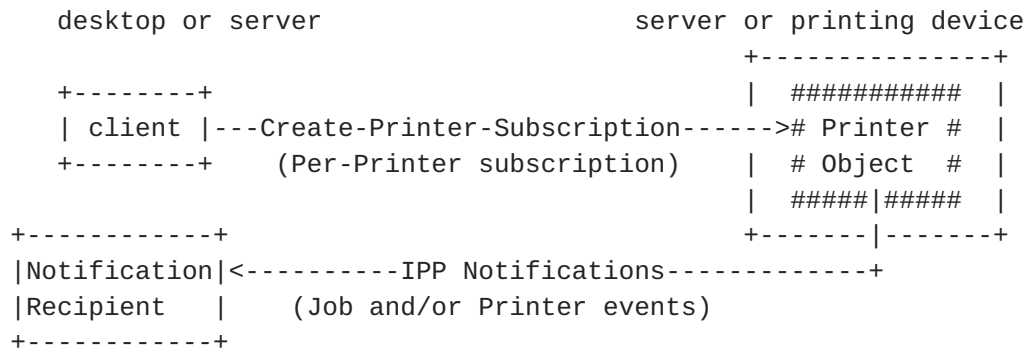 desktop or server                      server or printing device
                                            +---------------+
   +--------+                               |  ###########  |
   | client |---Create-Printer-Subscription------># Printer #  |
   +--------+    (Per-Printer subscription)    |  # Object  #  |
                                            |  #####|#####  |
+------------+                              +-------|-------+
|Notification|<----------IPP Notifications-------------+
|Recipient   |    (Job and/or Printer events)
+------------+